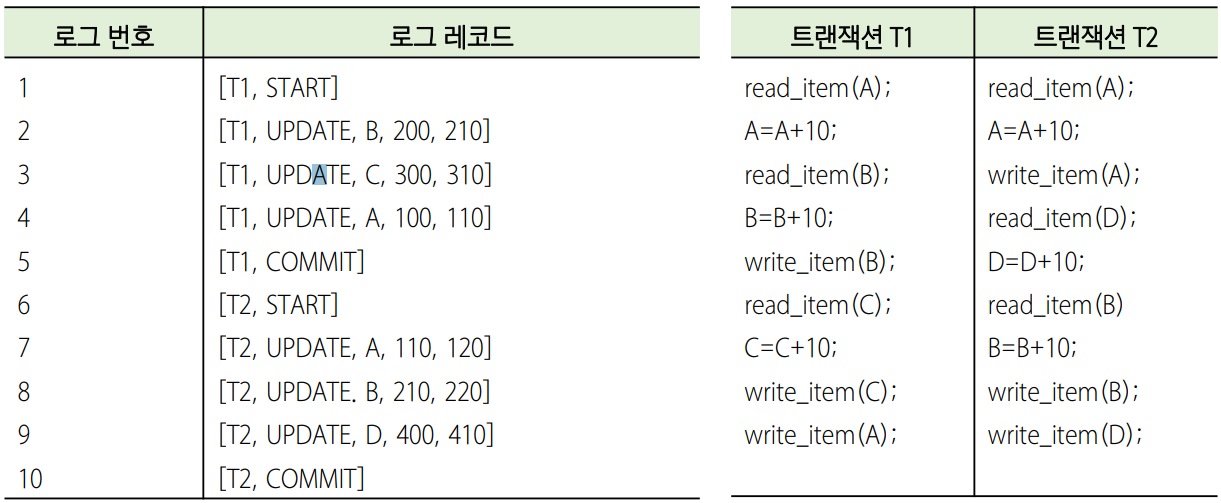 로그 번호 로그 레코드
1 [T1, START]
2 [T1, UPDATE, B, 200, 210]
3 [T1, UPDATE, C, 300, 310]
4 [T1, UPDATE, A, 100, 110]
5 [T1, COMMIT]
6 [T2, START]
7 [T2, UPDATE, A, 110, 120]
8 [T2, UPDATE. B, 210, 220]
9 [T2, UPDATE, D, 400, 410]
10 [T2, COMMIT]
트랜잭션 T1 트랜잭션 T2
read_item(A); read_item(A);
A=A+10; A=A+10;
read_item(B); write_item(A);
B=B+10; read_item(D);
write_item(B); D=D+10;
read_item(C); read_item(B)
C=C+10; B=B+10;
write_item(C); write_item(B);
write_item(A); write_item(D);